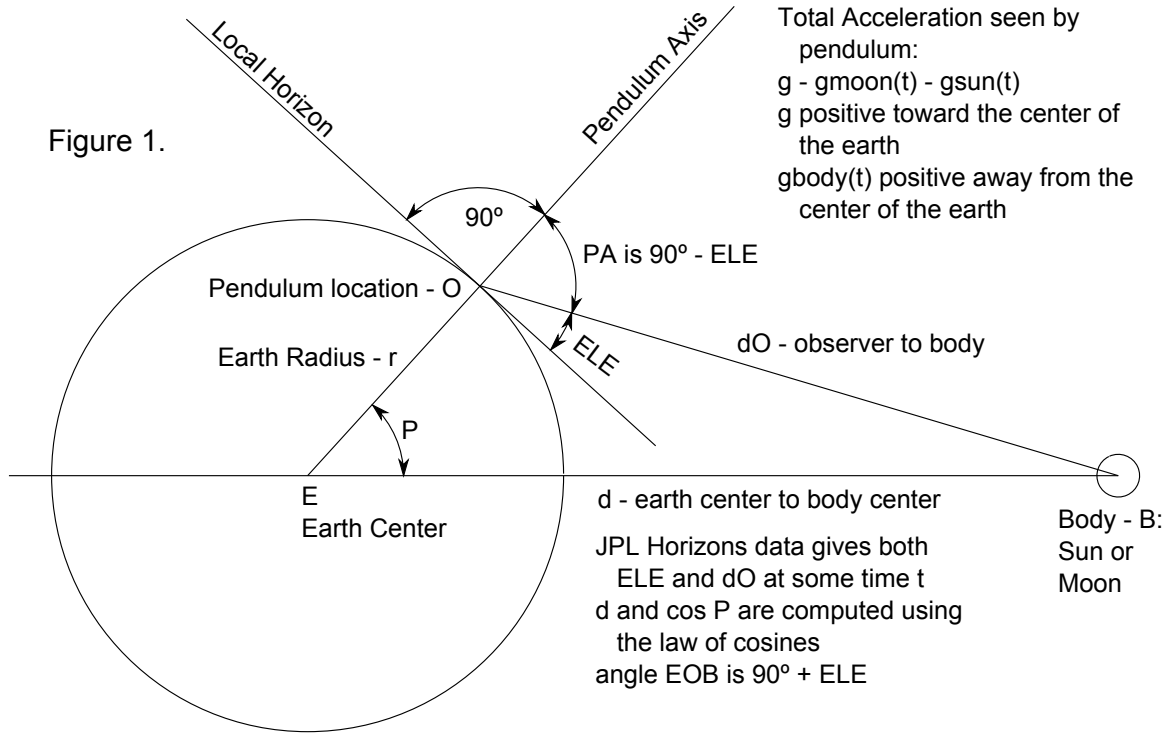 Local Horizon
Pendulum Axis
Total Acceleration seen by
pendulum:
g - gmoon(t) - gsun(t)
g positive toward the center of
the earth
gbody(t) positive away from the
center of the earth
Figure 1.
90º
PA is 90º - ELE
Pendulum location - O
ELE
dO - observer to body
Earth Radius - r
P
E
Earth Center
d - earth center to body center
JPL Horizons data gives both
ELE and dO at some time t
d and cos P are computed using
the law of cosines
angle EOB is 90º + ELE
Body - B:
Sun or
Moon